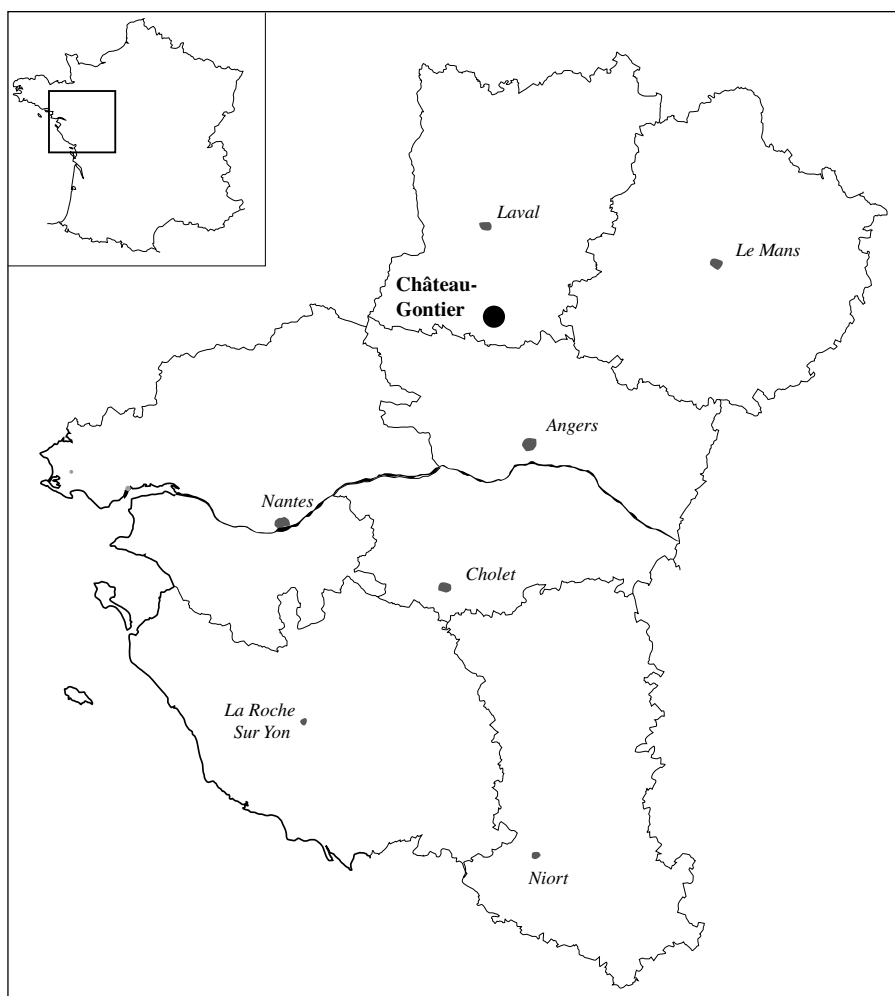 Laval
Le Mans
Château-
Gontier
Angers
Nantes
Cholet
La Roche
Sur Yon
Niort